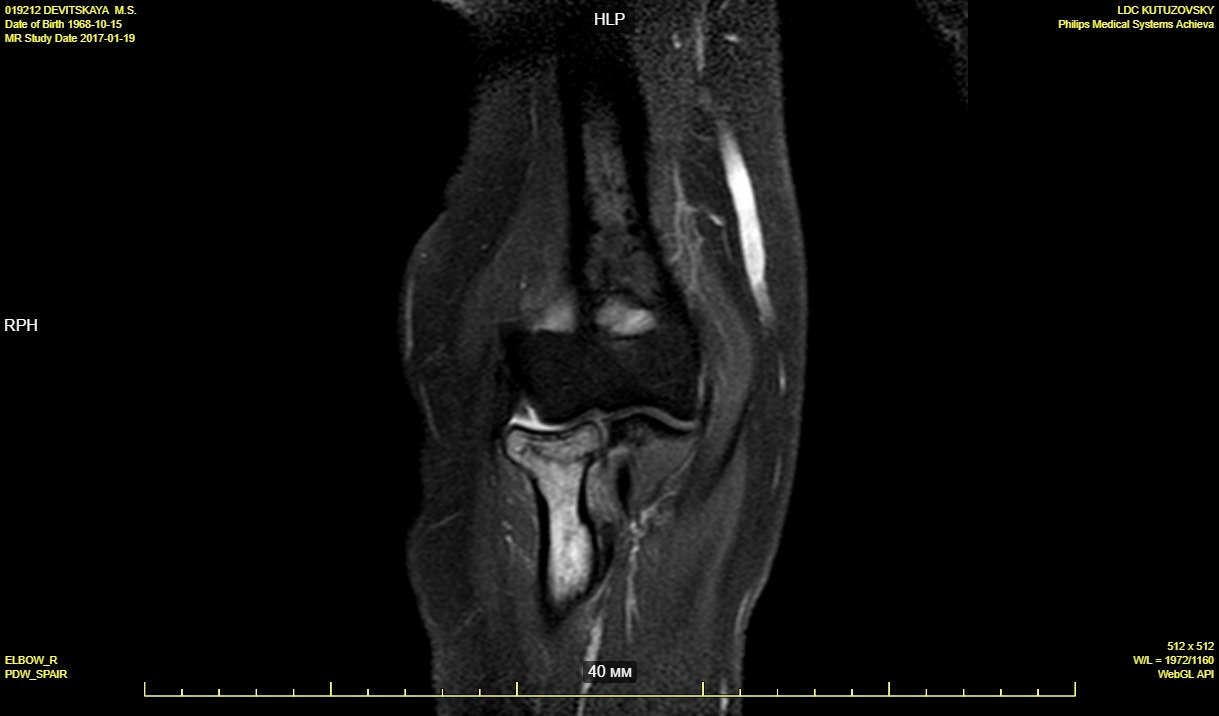 019212 DEVITSKAYA M.S.
Date of Birth 1968-10-15
MR Study Date 2017-01-19
HLP
LDC KUTUZOVSKY
Philips Medical Systems Achieva
RPH
ELBOW_R
PDW_SPAIR
40 мм
512 x 512
W/L = 1972/1160
WebGL API